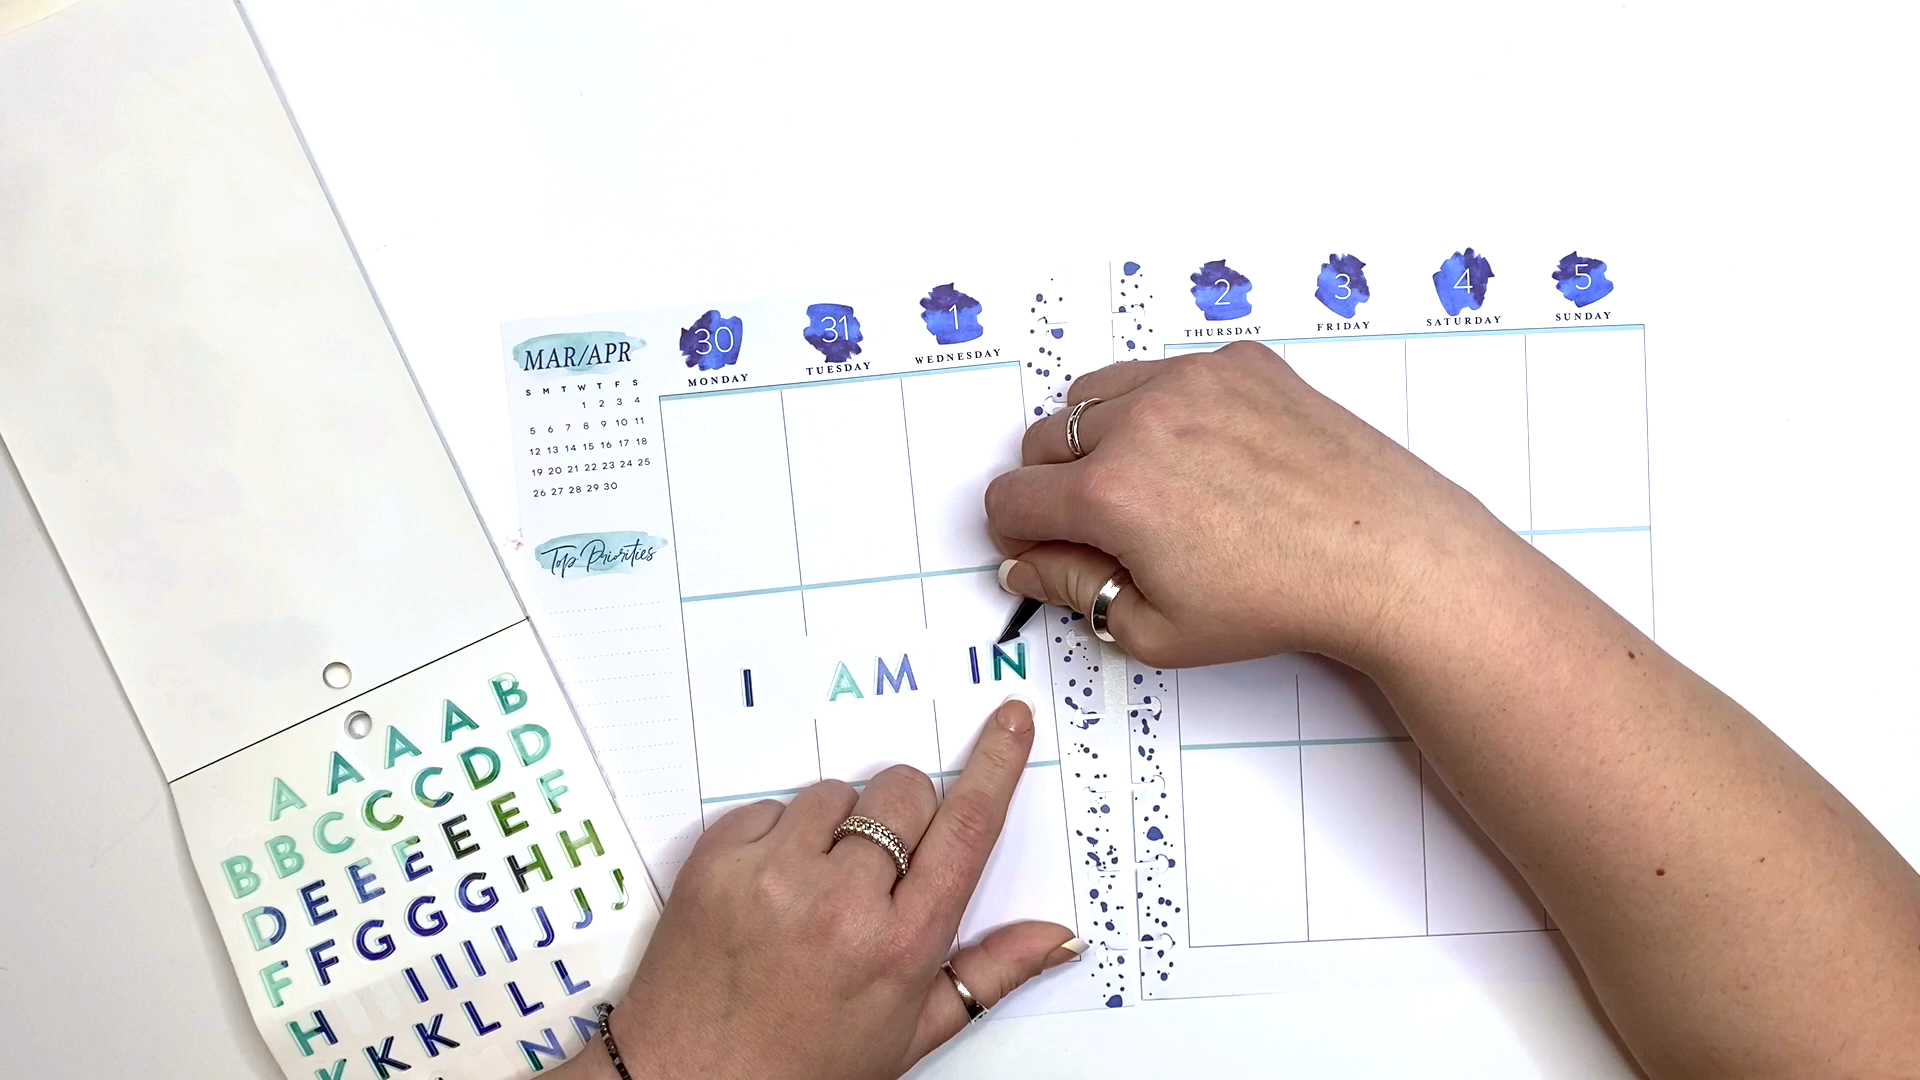 MAR/APR
S M T W T F S
1 2 3 4
5 6 7 8 9 10 11
12 13 14 15 16 17 18
19 20 21 22 23 24 25
26 27 28 29 30
Top Priorities
30 31 1
MONDAY TUESDAY WEDNESDAY
2 3 4 5
THURSDAY FRIDAY SATURDAY SUNDAY
I AM IN
A A A A B
B B C C C D D
D E E E E E F
F F G G G H H
H I I I I J J J
K K K L L L
N N